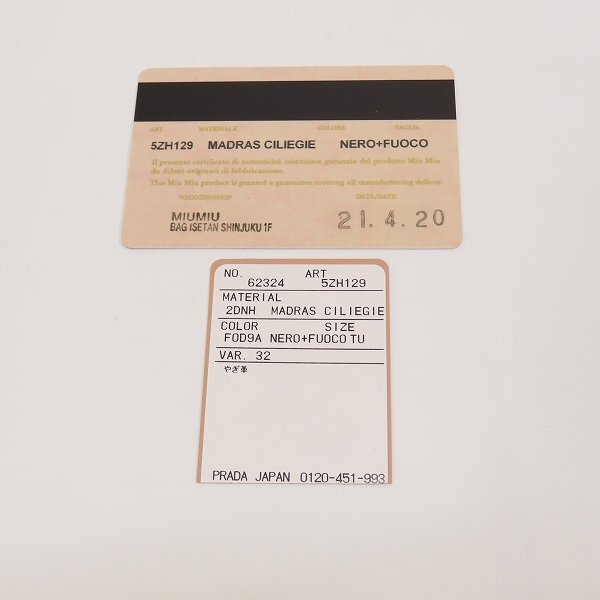 ART. MATERIALE COLORE TAGLIA
5ZH129 MADRAS CILIEGIE NERO+FUOCO
Il presente certificato di autenticità costituisce garanzia del prodotto Miu Miu
da difetti originari di fabbricazione.
This Miu Miu product is granted a guarantee covering all manufacturing defects.
NEGOZIO/SHOP DATA/DATE
MIUMIU
BAG ISETAN SHINJUKU 1F
21.4.20
NO. ART
62324 5ZH129
MATERIAL
2DNH MADRAS CILIEGIE
COLOR SIZE
F0D9A NERO+FUOCO TU
VAR. 32
やぎ革
PRADA JAPAN 0120-451-993